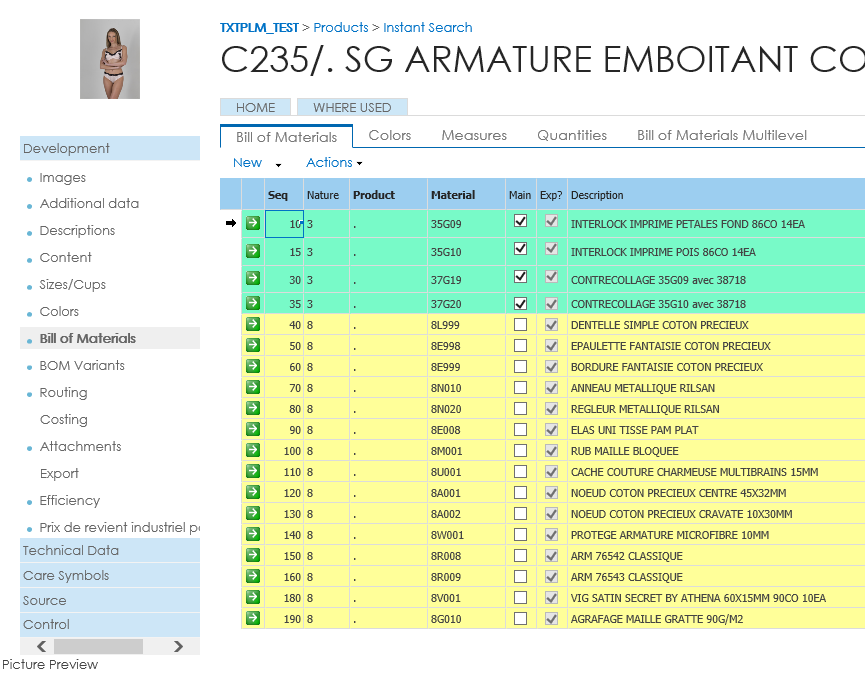 TXTPLM_TEST > Products > Instant Search
C235/. SG ARMATURE EMBOITANT CO
HOME WHERE USED
Bill of Materials Colors Measures Quantities Bill of Materials Multilevel
New Actions
Development
Images
Additional data
Descriptions
Content
Sizes/Cups
Colors
Bill of Materials
BOM Variants
Routing
Costing
Attachments
Export
Efficiency
Prix de revient industriel po
Technical Data
Care Symbols
Source
Control
Picture Preview
Seq Nature Product Material Main Exp? Description
10 3 . 35G09 INTERLOCK IMPRIME PETALES FOND 86CO 14EA
15 3 . 35G10 INTERLOCK IMPRIME POIS 86CO 14EA
30 3 . 37G19 CONTRECOLLAGE 35G09 avec 38718
35 3 . 37G20 CONTRECOLLAGE 35G10 avec 38718
40 8 . 8L999 DENTELLE SIMPLE COTON PRECIEUX
50 8 . 8E998 EPAULETTE FANTAISIE COTON PRECIEUX
60 8 . 8E999 BORDURE FANTAISIE COTON PRECIEUX
70 8 . 8N010 ANNEAU METALLIQUE RILSAN
80 8 . 8N020 REGLEUR METALLIQUE RILSAN
90 8 . 8E008 ELAS UNI TISSE PAM PLAT
100 8 . 8M001 RUB MAILLE BLOQUEE
110 8 . 8U001 CACHE COUTURE CHARMEUSE MULTIBRAINS 15MM
120 8 . 8A001 NOEUD COTON PRECIEUX CENTRE 45X32MM
130 8 . 8A002 NOEUD COTON PRECIEUX CRAVATE 10X30MM
140 8 . 8W001 PROTEGE ARMATURE MICROFIBRE 10MM
150 8 . 8R008 ARM 76542 CLASSIQUE
160 8 . 8R009 ARM 76543 CLASSIQUE
180 8 . 8V001 VIG SATIN SECRET BY ATHENA 60X15MM 90CO 10EA
190 8 . 8G010 AGRAFAGE MAILLE GRATTE 90G/M2